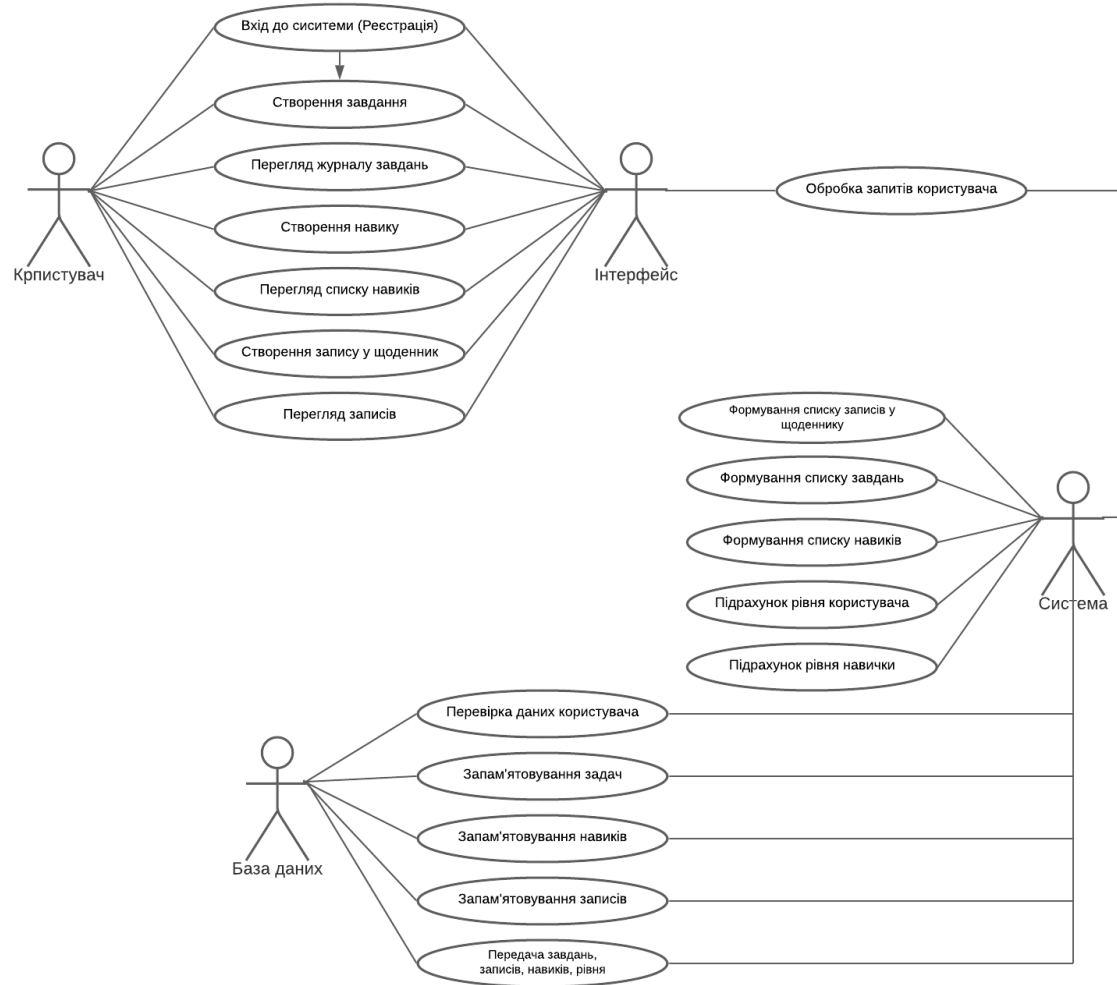 Вхід до сиситеми (Реєстрація)
Створення завдання
Перегляд журналу завдань
Обробка запитів користувача
Створення навику
Крпистувач
Інтерфейс
Перегляд списку навиків
Створення запису у щоденник
Перегляд записів
Формування списку записів у
щоденнику
Формування списку завдань
Формування списку навиків
Підрахунок рівня користувача
Система
Підрахунок рівня навички
Перевірка даних користувача
Запам'ятовування задач
Запам'ятовування навиків
База даних
Запам'ятовування записів
Передача завдань,
записів, навиків, рівня